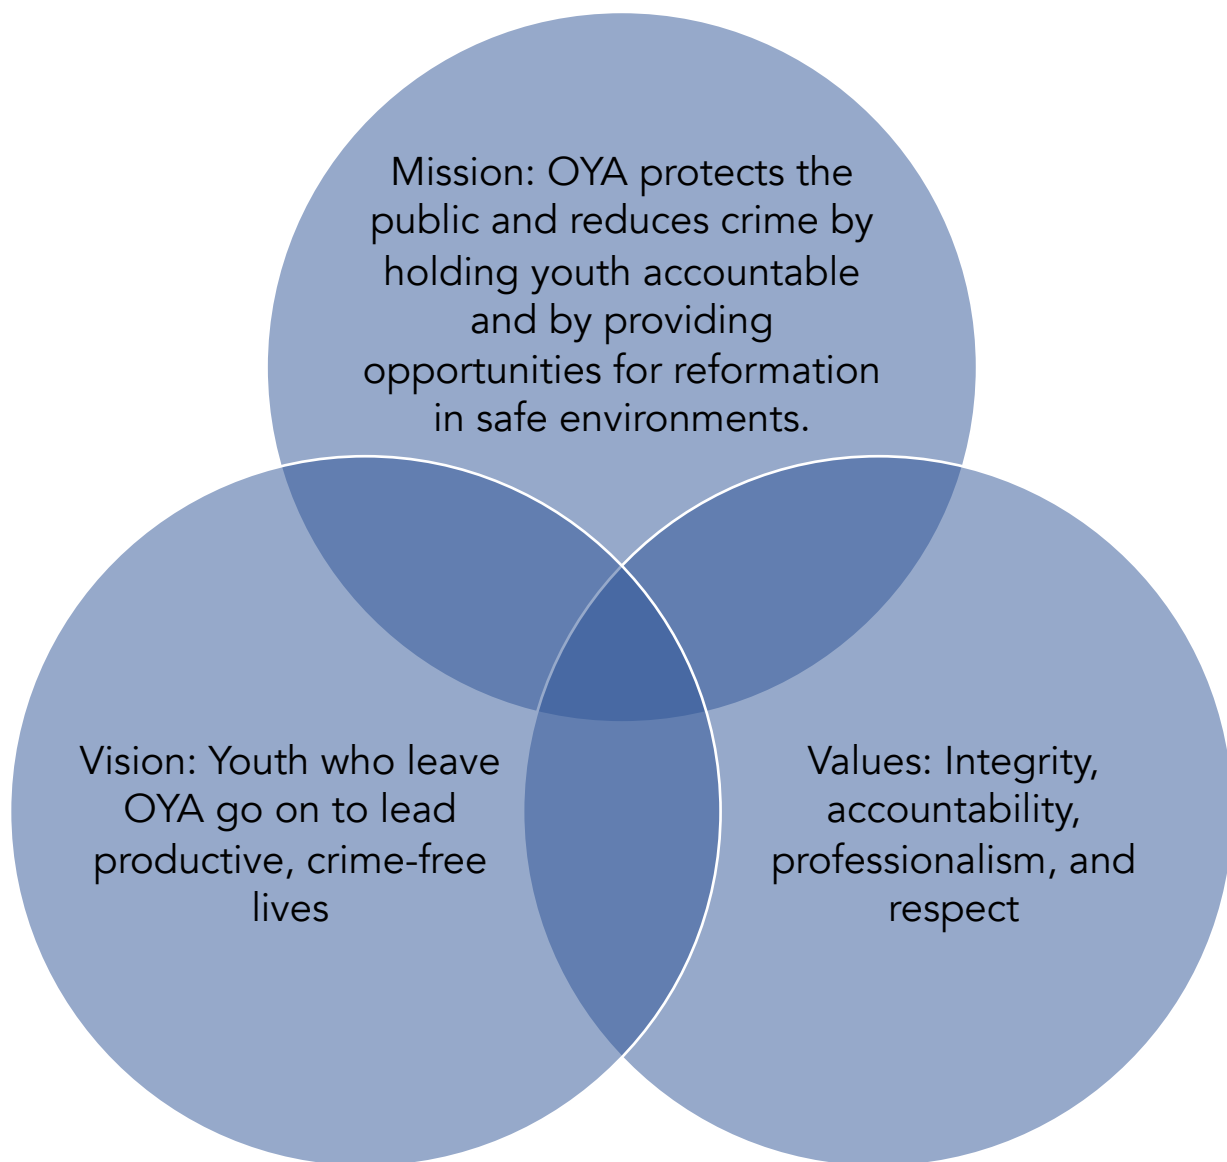 Mission: OYA protects the
public and reduces crime by
holding youth accountable
and by providing
opportunities for reformation
in safe environments.
Vision: Youth who leave
OYA go on to lead
productive, crime-free
lives
Values: Integrity,
accountability,
professionalism, and
respect